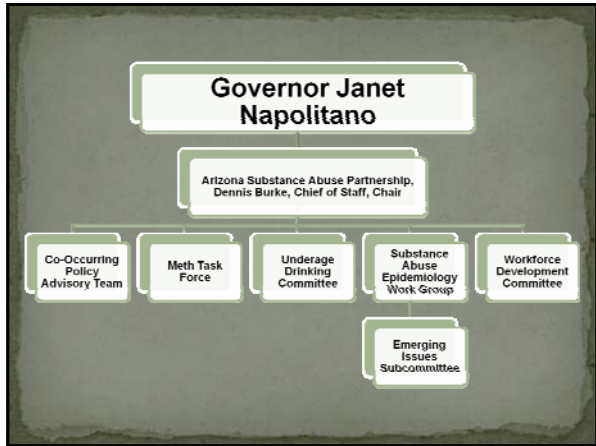 Governor Janet
Napolitano
Arizona Substance Abuse Partnership,
Dennis Burke, Chief of Staff, Chair
Co-Occurring
Policy
Advisory Team
Meth Task
Force
Underage
Drinking
Committee
Substance
Abuse
Epidemiology
Work Group
Workforce
Development
Committee
Emerging
Issues
Subcommittee